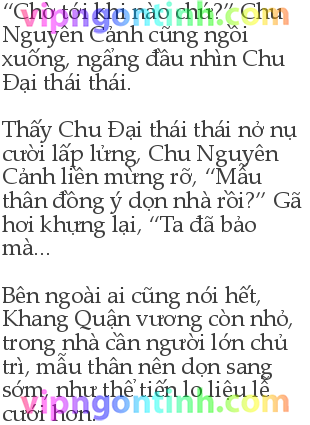 “Chờ tới khi nào chứ?” Chu
Nguyên Cảnh cũng ngồi
xuống, ngẩng đầu nhìn Chu
Đại thái thái.
Thấy Chu Đại thái thái nở nụ
cười lấp lửng, Chu Nguyên
Cảnh liền mừng rỡ, “Mẫu
thân đồng ý dọn nhà rồi?” Gã
hơi khựng lại, “Ta đã bảo
mà...
Bên ngoài ai cũng nói hết,
Khang Quận vương còn nhỏ,
trong nhà cần người lớn chủ
trì, mẫu thân nên dọn sang
sớm, như thể tiến lo liệu lễ
cưới hơn.
vipngontinh.com
vipngontinh.com